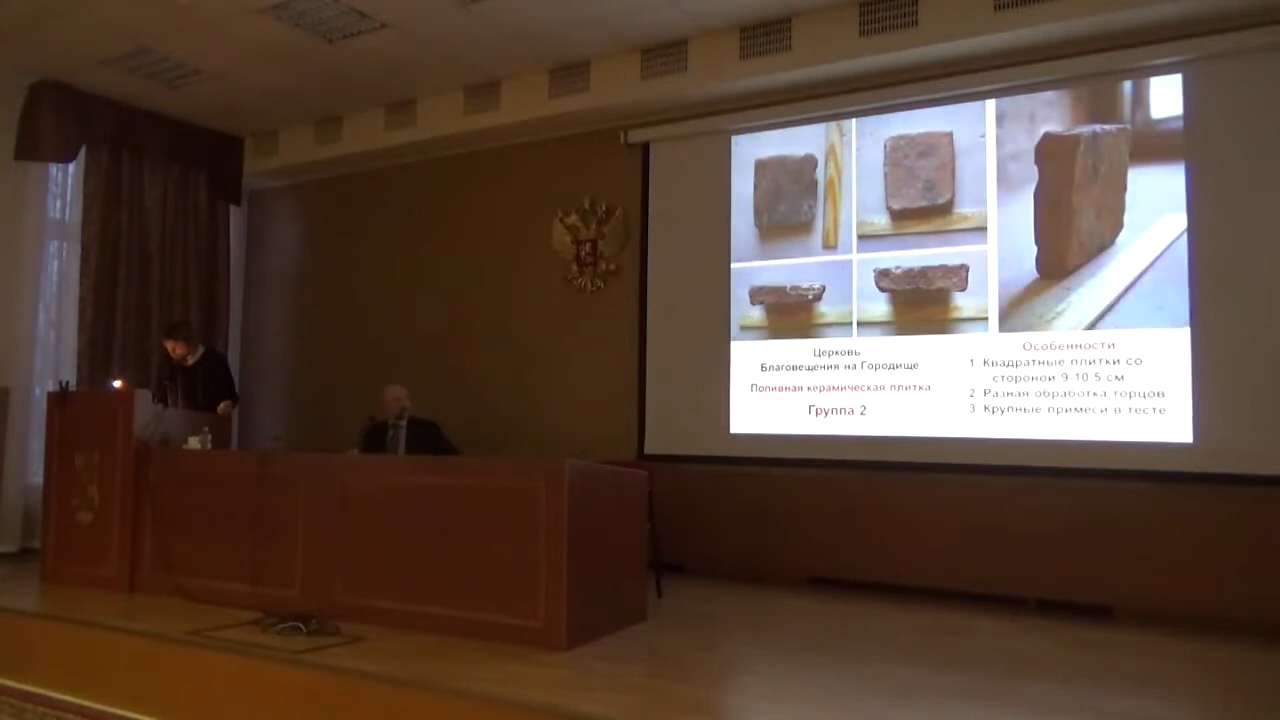 Церковь
Благовещения на Городище
Поливная керамическая плитка
Группа 2
Особенности
1 Квадратные плитки со
стороной 9-10 5 см
2 Разная обработка торцов
3 Крупные примеси в тесте